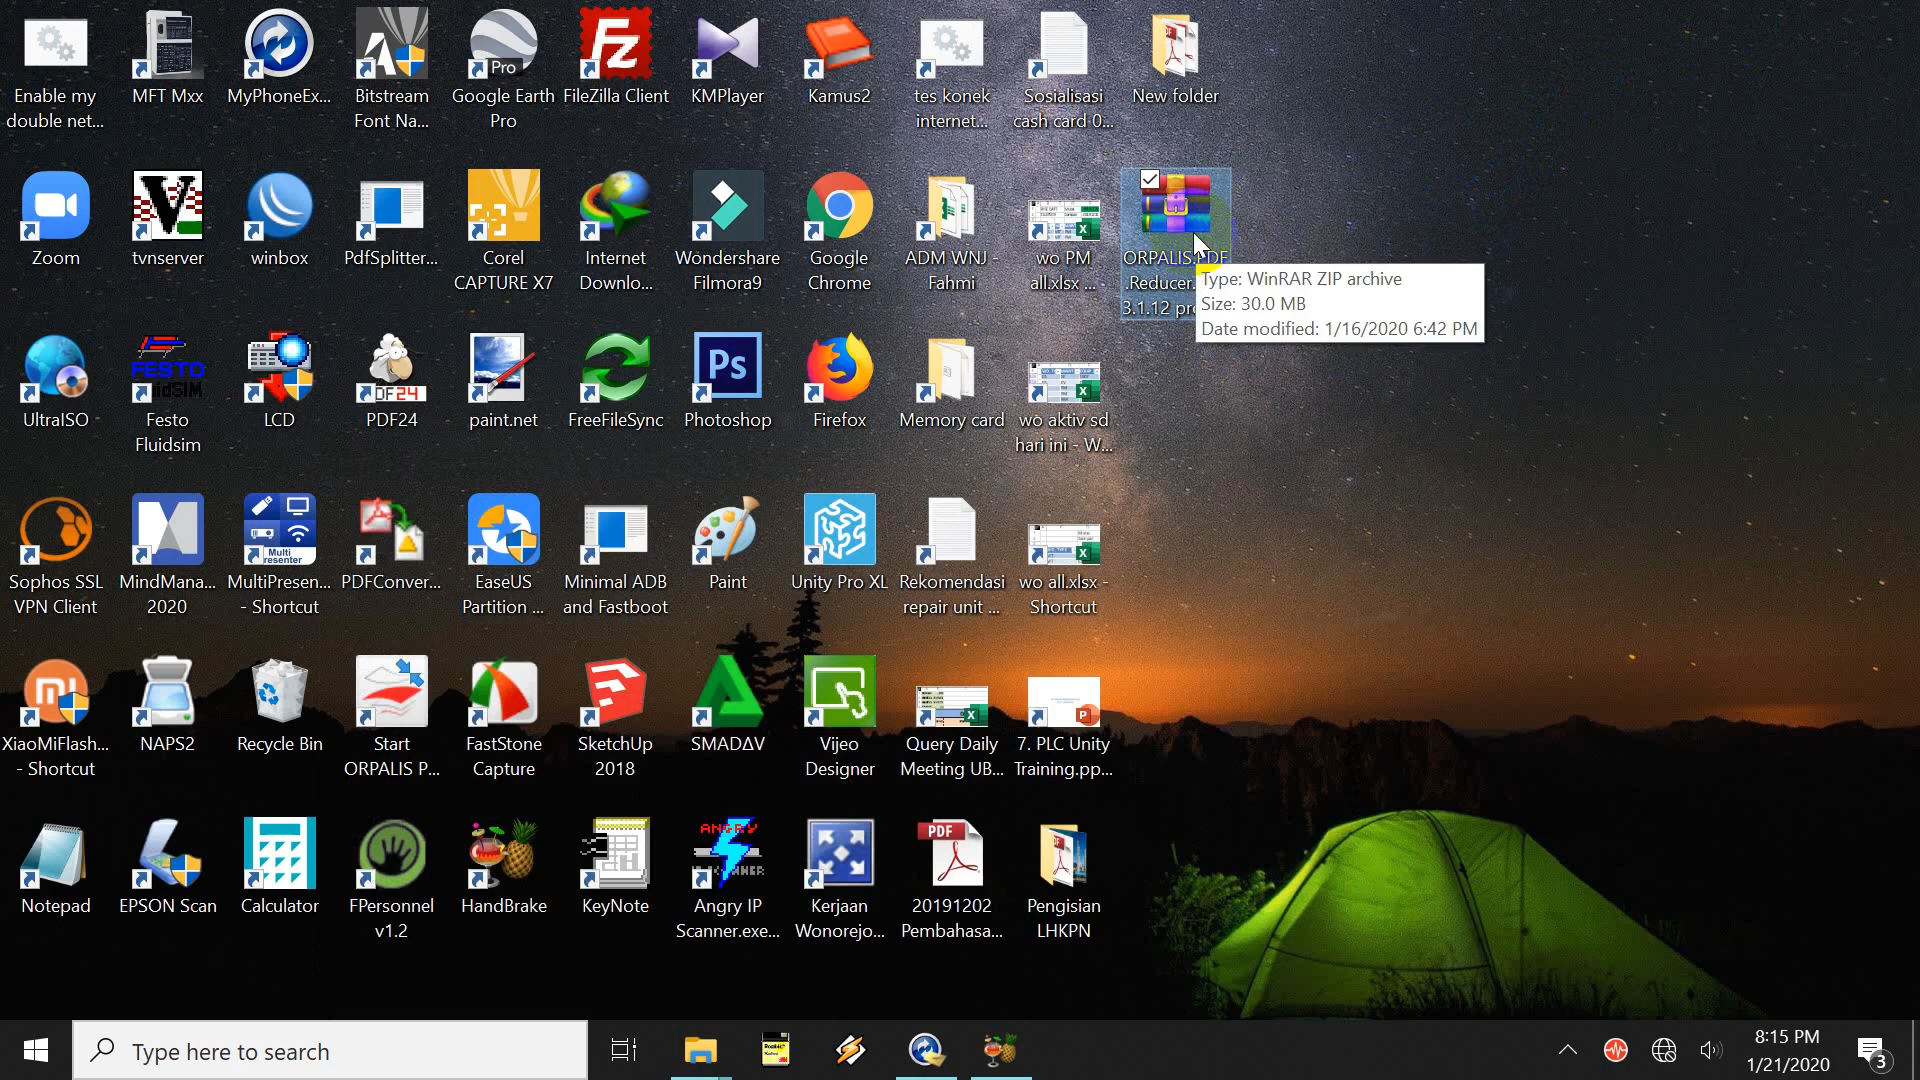 Enable my
double net...
MFT Mxx
MyPhoneEx...
Bitstream
Font Na...
Pro
Google Earth
Pro
Fz
FileZilla Client
KMPlayer
Kamus2
tes konek
internet...
Sosialisasi
cash card 0...
New folder
Zoom
tvnserver
winbox
PdfSplitter...
Corel
CAPTURE X7
Internet
Downlo...
Wondershare
Filmora9
Google
Chrome
ADM WNJ -
Fahmi
wo PM
all.xlsx ...
ORPALIS.PDF
.Reducer.
3.1.12 pr
Type: WinRAR ZIP archive
Size: 30.0 MB
Date modified: 1/16/2020 6:42 PM
UltraISO
FESTO
Festo
Fluidsim
LCD
PDF24
paint.net
FreeFileSync
Ps
Photoshop
Firefox
Memory card
wo aktiv sd
hari ini - W...
Sophos SSL
VPN Client
MindMana...
2020
Multi
MultiPresen...
- Shortcut
PDFConver...
EaseUS
Partition ...
Minimal ADB
and Fastboot
Paint
Unity Pro XL
Rekomendasi
repair unit ...
wo all.xlsx -
Shortcut
XiaoMiFlash...
- Shortcut
NAPS2
Recycle Bin
Start
ORPALIS P...
FastStone
Capture
SketchUp
2018
SMADΔV
Vijeo
Designer
Query Daily
Meeting UB...
7. PLC Unity
Training.pp...
Notepad
EPSON Scan
Calculator
FPersonnel
v1.2
HandBrake
KeyNote
ANGRY
Angry IP
Scanner.exe...
Kerjaan
Wonorejo...
PDF
20191202
Pembahasa...
Pengisian
LHKPN
Type here to search
8:15 PM
1/21/2020
3